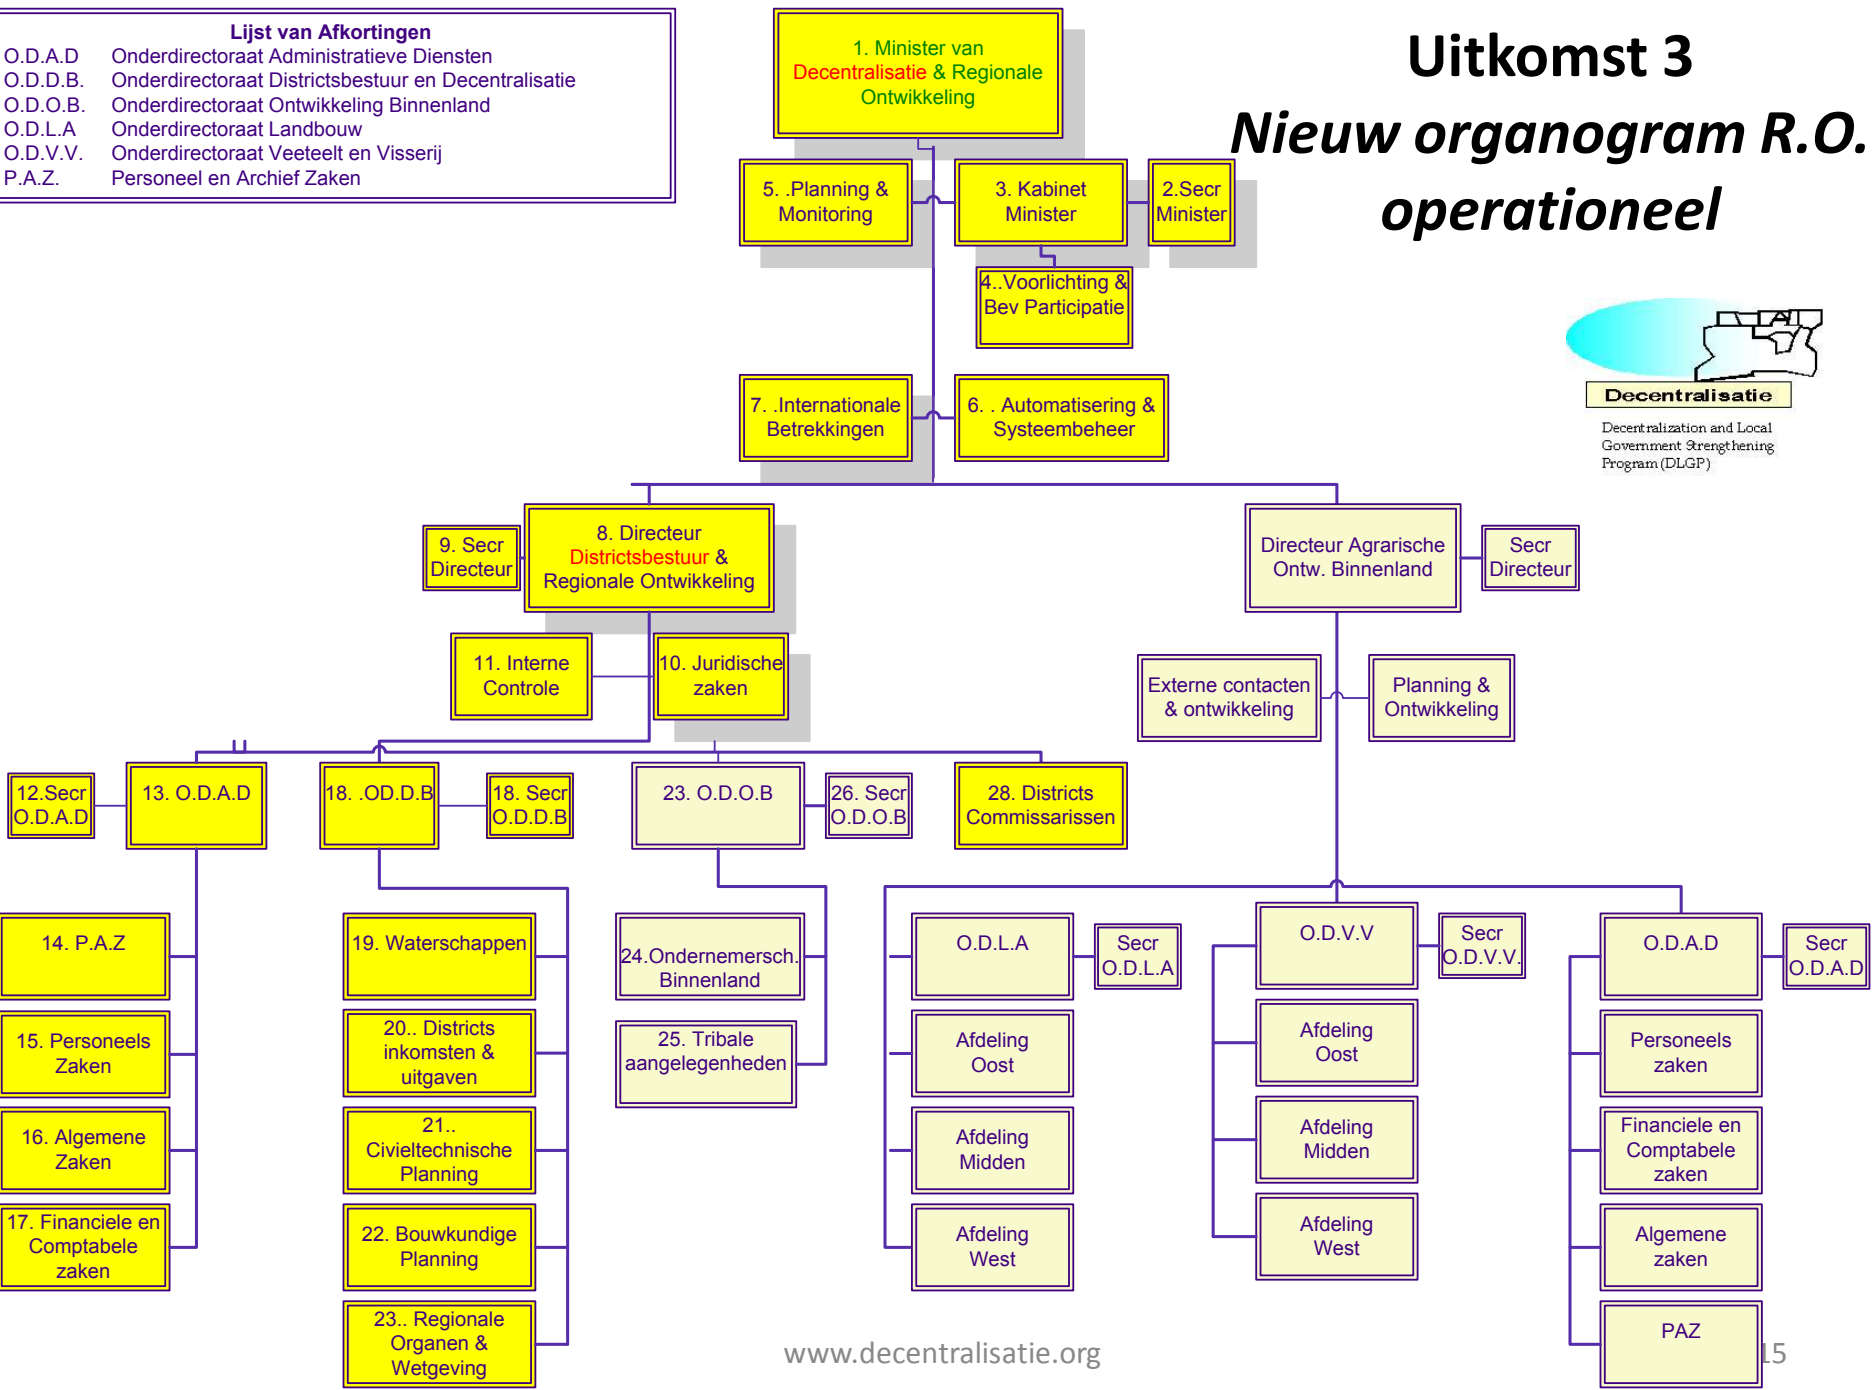 Lijst van Afkortingen
O.D.A.D Onderdirectoraat Administratieve Diensten
O.D.D.B. Onderdirectoraat Districtsbestuur en Decentralisatie
O.D.O.B. Onderdirectoraat Ontwikkeling Binnenland
O.D.L.A Onderdirectoraat Landbouw
O.D.V.V. Onderdirectoraat Veeteelt en Visserij
P.A.Z. Personeel en Archief Zaken
Uitkomst 3
Nieuw organogram R.O.
operationeel
1. Minister van
Decentralisatie & Regionale
Ontwikkeling
5. .Planning &
Monitoring
3. Kabinet
Minister
2.Secr
Minister
4..Voorlichting &
Bev Participatie
Decentralisatie
Decentralization and Local
Government Strengthening
Program (DLGP)
7. .Internationale
Betrekkingen
6. . Automatisering &
Systeembeheer
9. Secr
Directeur
8. Directeur
Districtsbestuur &
Regionale Ontwikkeling
Directeur Agrarische
Ontw. Binnenland
Secr
Directeur
11. Interne
Controle
10. Juridische
zaken
Externe contacten
& ontwikkeling
Planning &
Ontwikkeling
12.Secr
O.D.A.D
13. O.D.A.D
18. .OD.D.B
18. Secr
O.D.D.B
23. O.D.O.B
26. Secr
O.D.O.B
28. Districts
Commissarissen
14. P.A.Z
15. Personeels
Zaken
16. Algemene
Zaken
17. Financiele en
Comptabele
zaken
19. Waterschappen
20.. Districts
inkomsten &
uitgaven
21..
Civieltechnische
Planning
22. Bouwkundige
Planning
23.. Regionale
Organen &
Wetgeving
24.Ondernemersch.
Binnenland
25. Tribale
aangelegenheden
O.D.L.A
Secr
O.D.L.A
Afdeling
Oost
Afdeling
Midden
Afdeling
West
O.D.V.V
Secr
O.D.V.V.
Afdeling
Oost
Afdeling
Midden
Afdeling
West
O.D.A.D
Secr
O.D.A.D
Personeels
zaken
Financiele en
Comptabele
zaken
Algemene
zaken
PAZ
www.decentralisatie.org
15